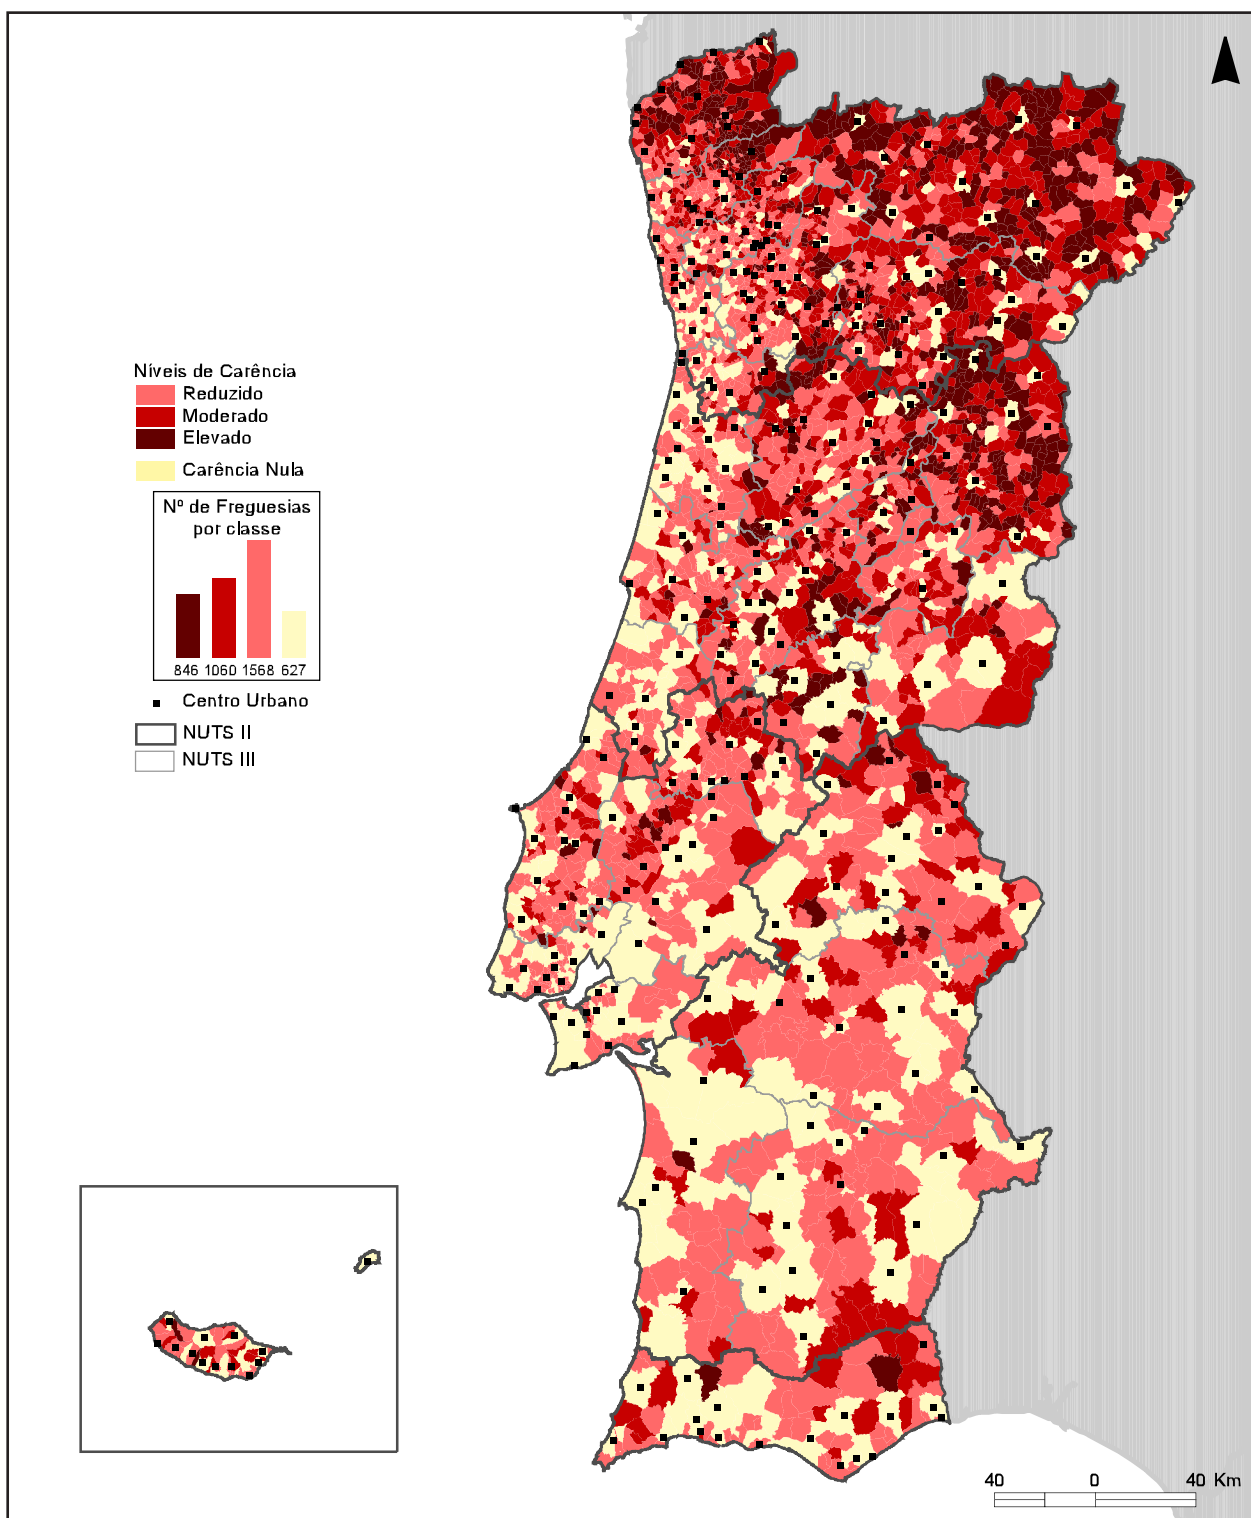 Níveis de Carência
Reduzido
Moderado
Elevado
Carência Nula
Nº de Freguesias
por classe
846 1060 1568 627
Centro Urbano
NUTS II
NUTS III
40 0 40 Km